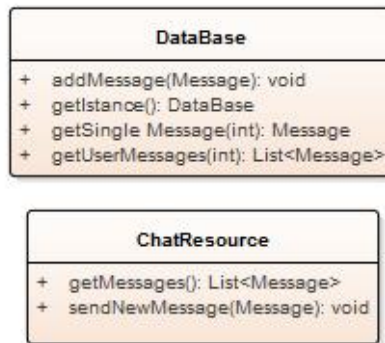 DataBase
+ addMessage(Message): void
+ getIstance(): DataBase
+ getSingle Message(int): Message
+ getUserMessages(int): List<Message>
ChatResource
+ getMessages(): List<Message>
+ sendNewMessage(Message): void